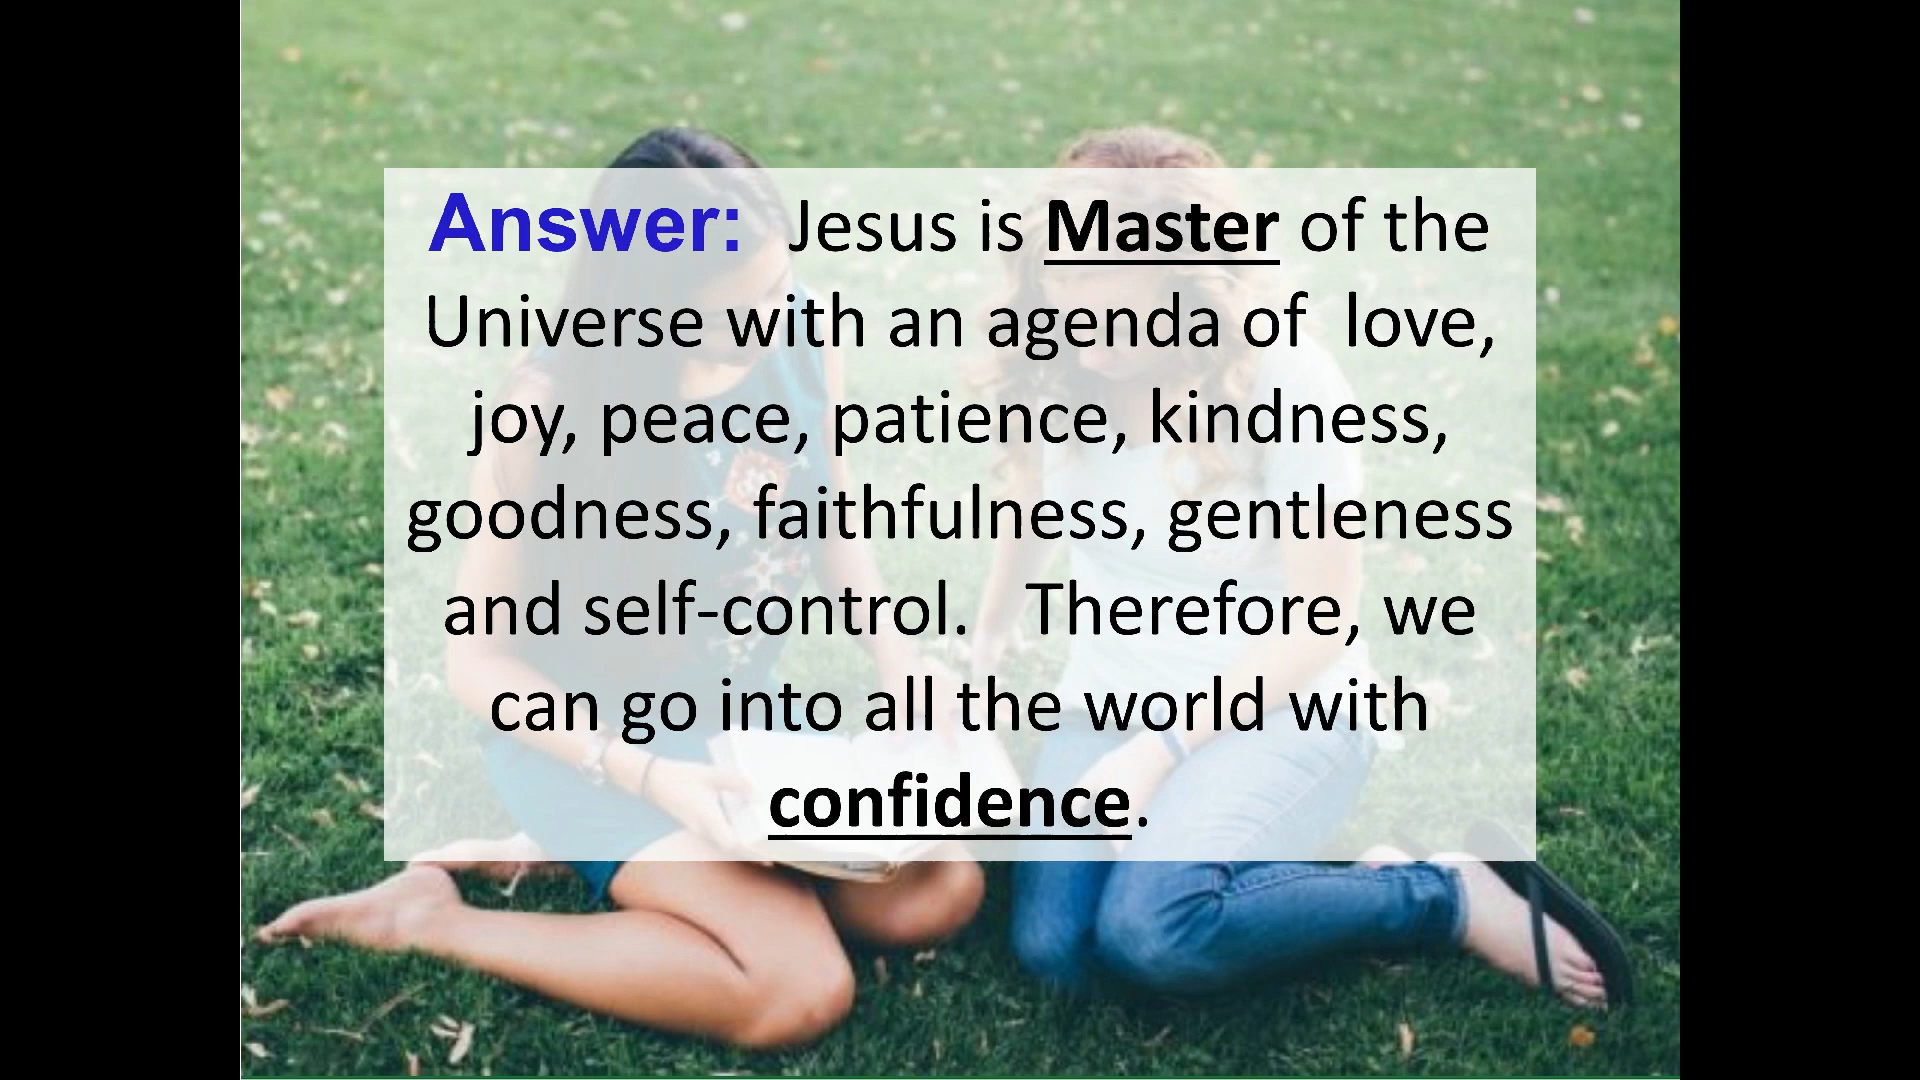 Answer: Jesus is Master of the
Universe with an agenda of love,
joy, peace, patience, kindness,
goodness, faithfulness, gentleness
and self-control. Therefore, we
can go into all the world with
confidence.